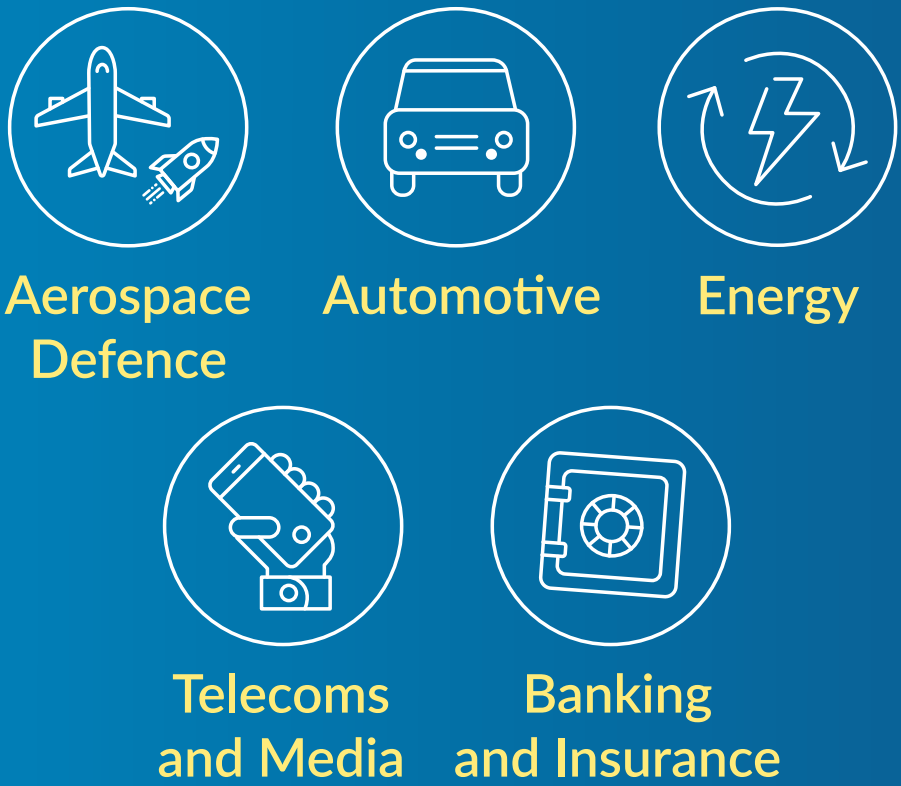 Aerospace
Defence
Automotive
Energy
Telecoms
and Media
Banking
and Insurance